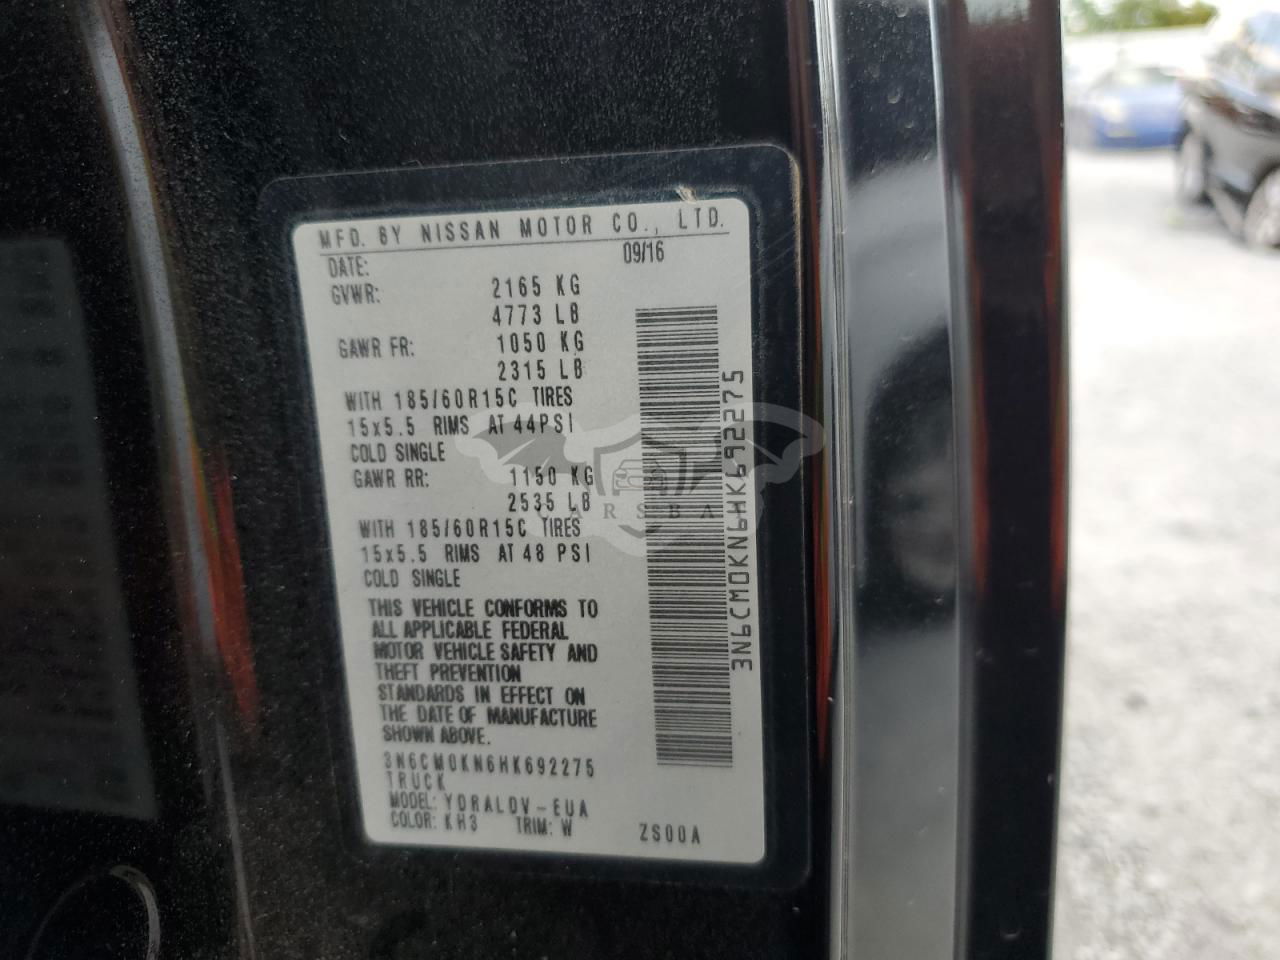 MFD. BY NISSAN MOTOR CO., LTD.
DATE: 09/16
GVWR: 2165 KG
4773 LB
GAWR FR: 1050 KG
2315 LB
WITH 185/60R15C TIRES
15x5.5 RIMS AT 44PSI
COLD SINGLE
GAWR RR: 1150 KG
2535 LB
WITH 185/60R15C TIRES
15x5.5 RIMS AT 48 PSI
COLD SINGLE
THIS VEHICLE CONFORMS TO
ALL APPLICABLE FEDERAL
MOTOR VEHICLE SAFETY AND
THEFT PREVENTION
STANDARDS IN EFFECT ON
THE DATE OF MANUFACTURE
SHOWN ABOVE.
3N6CM0KN6HK692275
TRUCK
MODEL: YDRALDV-EUA
COLOR: KH3 TRIM: W ZS00A
3N6CM0KN6HK692275